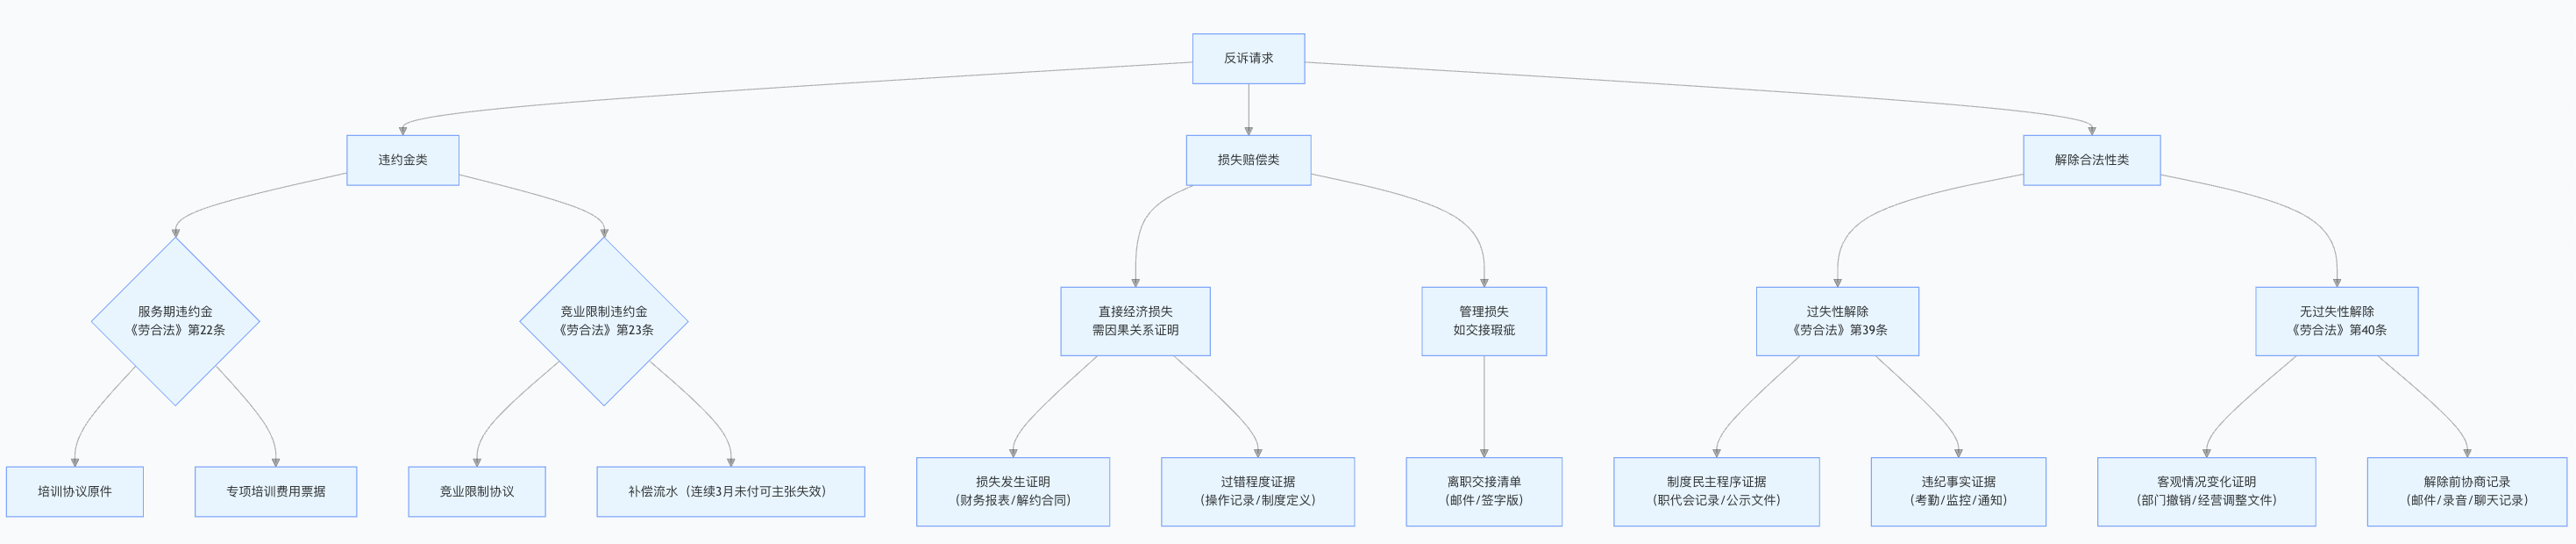 反诉请求
违约金类
损失赔偿类
解除合法性类
服务期违约金
《劳合法》第22条
竞业限制违约金
《劳合法》第23条
直接经济损失
需因果关系证明
管理损失
如交接瑕疵
过失性解除
《劳合法》第39条
无过失性解除
《劳合法》第40条
培训协议原件
专项培训费用票据
竞业限制协议
补偿流水（连续3月未付可主张失效）
损失发生证明
（财务报表/解约合同）
过错程度证据
（操作记录/制度定义）
离职交接清单
（邮件/签字版）
制度民主程序证据
（职代会记录/公示文件）
违纪事实证据
（考勤/监控/通知）
客观情况变化证明
（部门撤销/经营调整文件）
解除前协商记录
（邮件/录音/聊天记录）